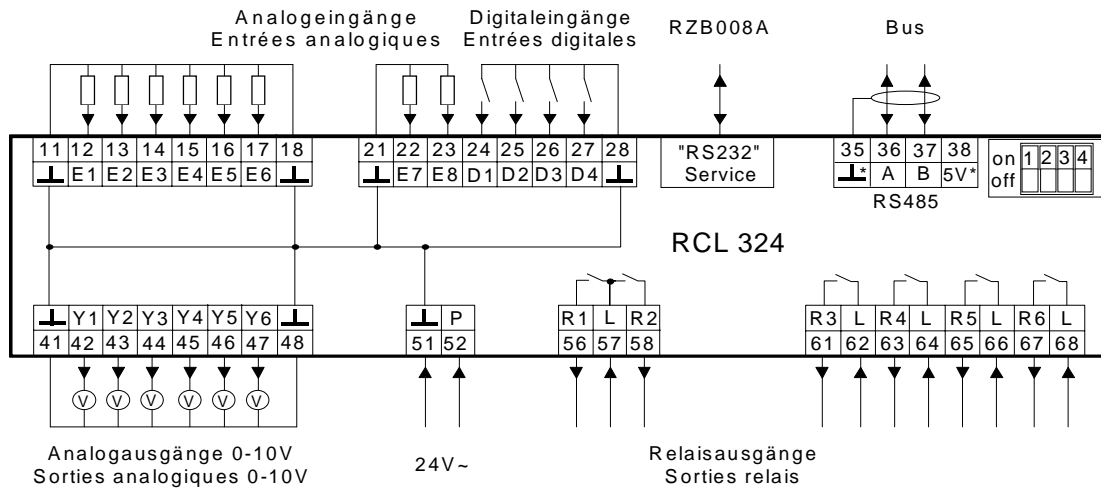 Analogeingänge
Entrées analogiques
Digitaleingänge
Entrées digitales
RZB008A
Bus
11 12 13 14 15 16 17 18
E1 E2 E3 E4 E5 E6
21 22 23 24 25 26 27 28
E7 E8 D1 D2 D3 D4
"RS232"
Service
35 36 37 38
* A B 5V*
RS485
on 1 2 3 4
off
RCL 324
Y1 Y2 Y3 Y4 Y5 Y6
41 42 43 44 45 46 47 48
P
51 52
R1 L R2
56 57 58
R3 L R4 L R5 L R6 L
61 62 63 64 65 66 67 68
V V V V V V
Analogausgänge 0-10V
Sorties analogiques 0-10V
24V~
Relaisausgänge
Sorties relais